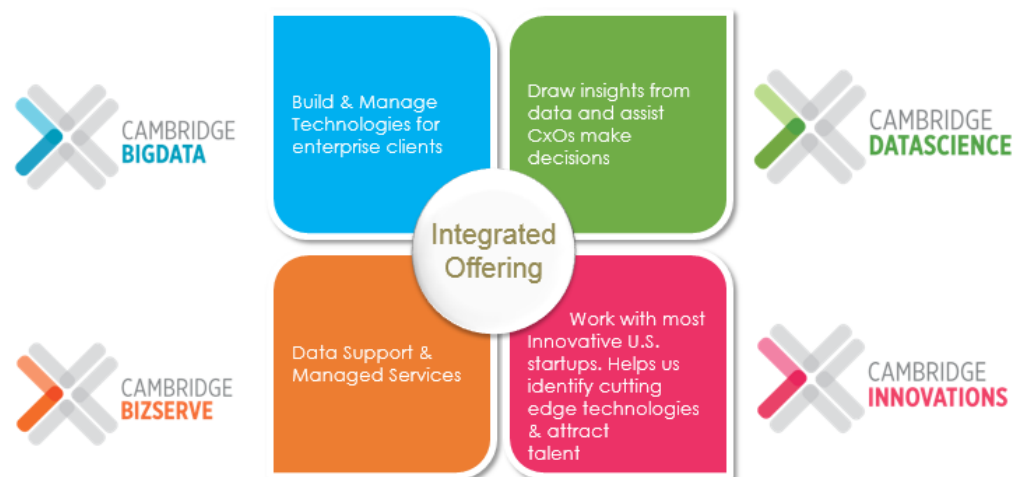 CAMBRIDGE
BIGDATA
Build & Manage
Technologies for
enterprise clients
Draw insights from
data and assist
CxOs make
decisions
CAMBRIDGE
DATASCIENCE
Integrated
Offering
CAMBRIDGE
BIZSERVE
Data Support &
Managed Services
Work with most
Innovative U.S.
startups. Helps us
identify cutting
edge technologies
& attract
talent
CAMBRIDGE
INNOVATIONS